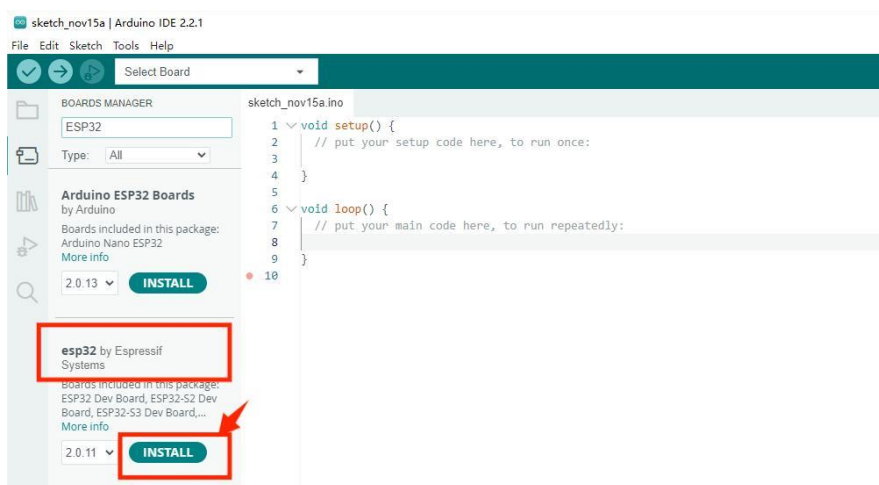 sketch_nov15a | Arduino IDE 2.2.1
File Edit Sketch Tools Help
Select Board
BOARDS MANAGER
ESP32
Type: All
Arduino ESP32 Boards
by Arduino
Boards included in this package:
Arduino Nano ESP32
More info
2.0.13 INSTALL
esp32 by Espressif
Systems
Boards included in this package:
ESP32 Dev Board, ESP32-S2 Dev
Board, ESP32-S3 Dev Board,...
More info
2.0.11 INSTALL
sketch_nov15a.ino
1 void setup() {
2 // put your setup code here, to run once:
3
4 }
5
6 void loop() {
7 // put your main code here, to run repeatedly:
8
9 }
10